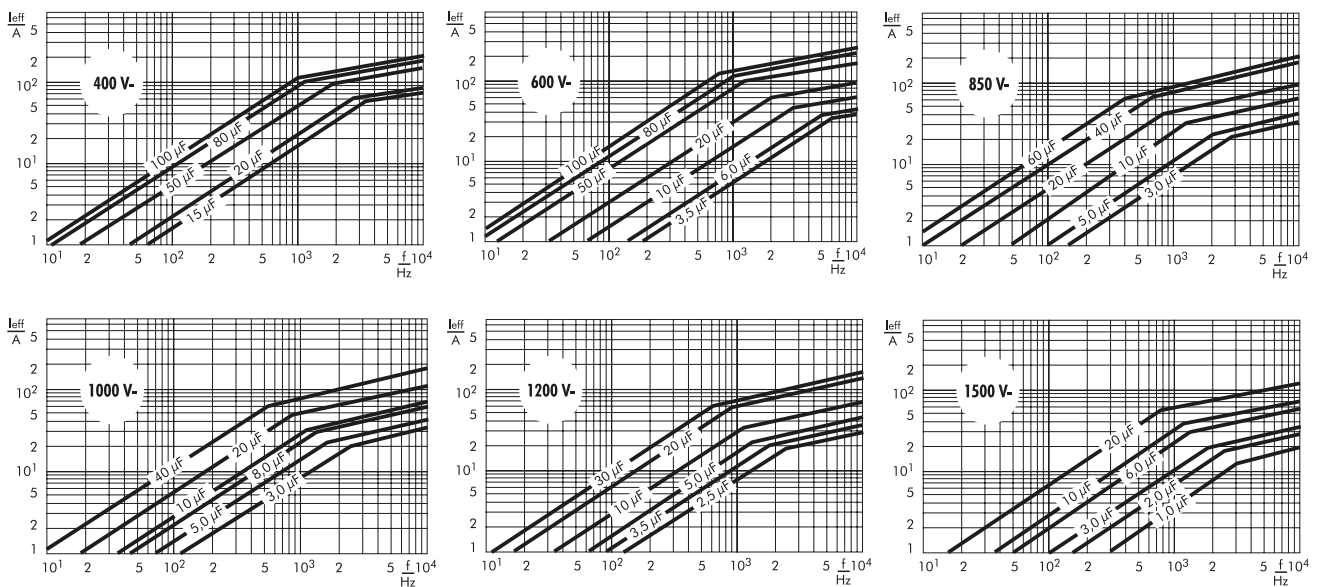 Ieff/A
5
2
10²
5
2
10¹
5
2
1
400 V-
100 µF
80 µF
50 µF
20 µF
15 µF
10¹ 2 5 10² 2 5 10³ 2 5 f/Hz 10⁴
Ieff/A
5
2
10²
5
2
10¹
5
2
1
600 V-
100 µF
80 µF
50 µF
20 µF
10 µF
6,0 µF
3,5 µF
10¹ 2 5 10² 2 5 10³ 2 5 f/Hz 10⁴
Ieff/A
5
2
10²
5
2
10¹
5
2
1
850 V-
60 µF
40 µF
20 µF
10 µF
5,0 µF
3,0 µF
10¹ 2 5 10² 2 5 10³ 2 5 f/Hz 10⁴
Ieff/A
5
2
10²
5
2
10¹
5
2
1
1000 V-
40 µF
20 µF
10 µF
8,0 µF
5,0 µF
3,0 µF
10¹ 2 5 10² 2 5 10³ 2 5 f/Hz 10⁴
Ieff/A
5
2
10²
5
2
10¹
5
2
1
1200 V-
30 µF
20 µF
10 µF
5,0 µF
3,5 µF
2,5 µF
10¹ 2 5 10² 2 5 10³ 2 5 f/Hz 10⁴
Ieff/A
5
2
10²
5
2
10¹
5
2
1
1500 V-
20 µF
10 µF
6,0 µF
3,0 µF
2,0 µF
1,0 µF
10¹ 2 5 10² 2 5 10³ 2 5 f/Hz 10⁴